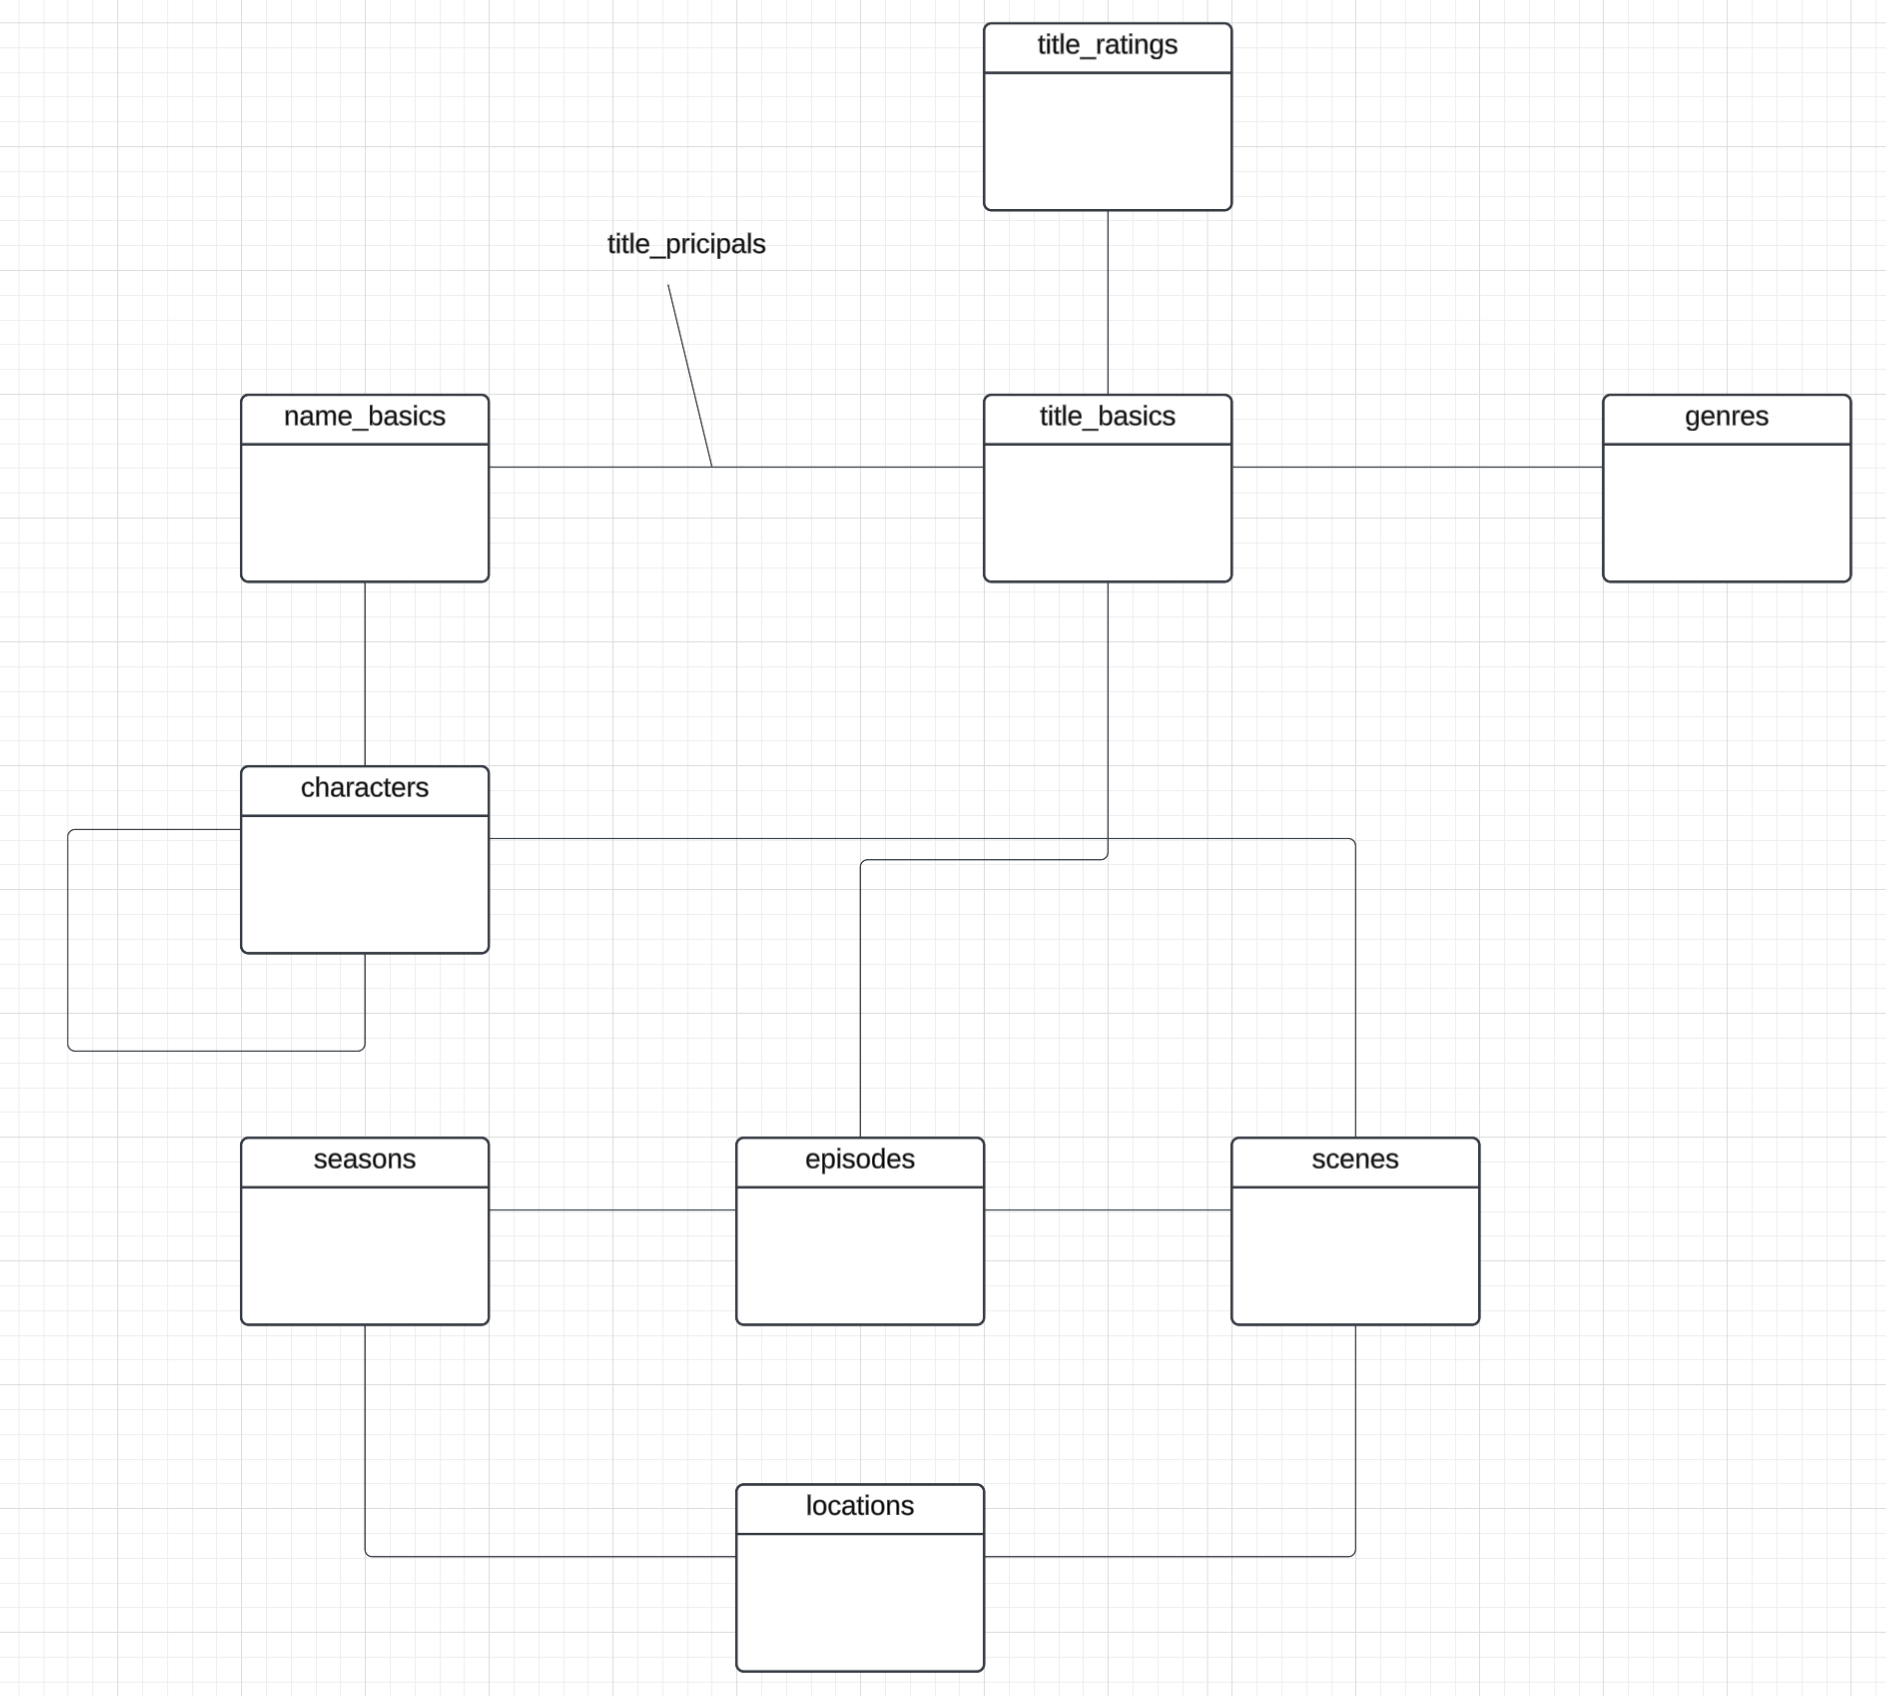 title_ratings
title_pricipals
name_basics
title_basics
genres
characters
seasons
episodes
scenes
locations